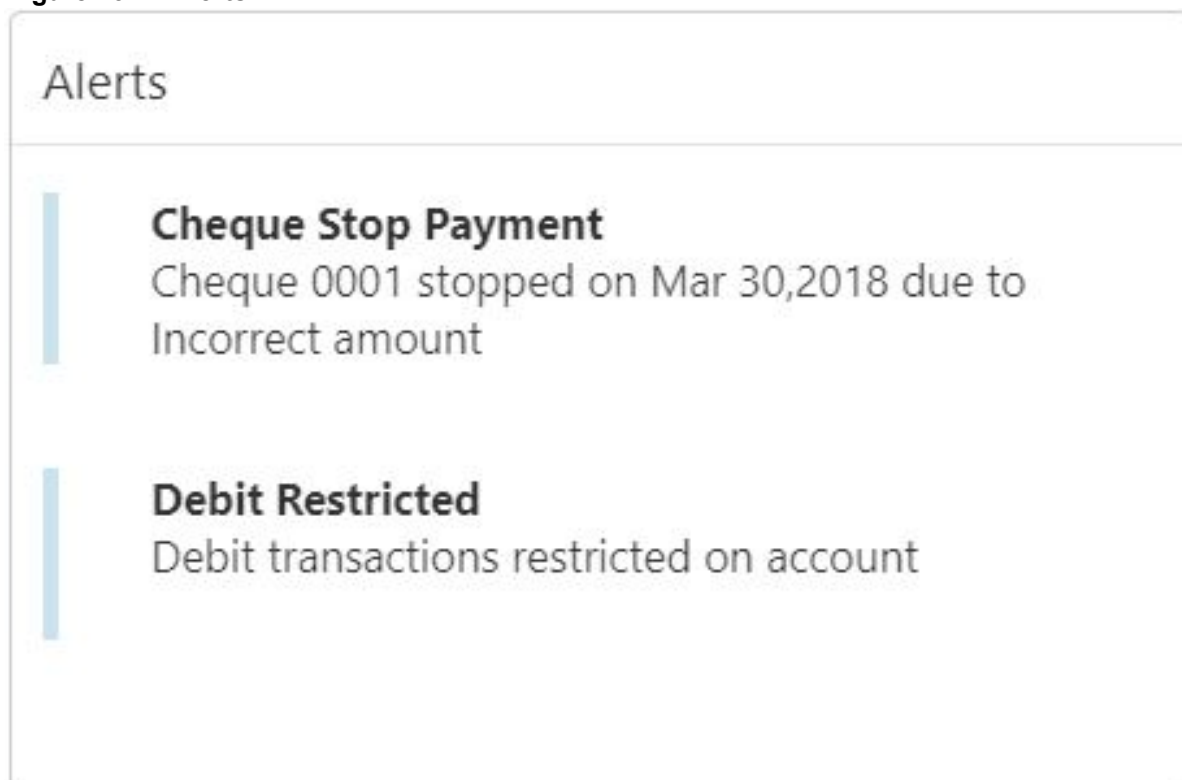 Alerts
Cheque Stop Payment
Cheque 0001 stopped on Mar 30,2018 due to
Incorrect amount
Debit Restricted
Debit transactions restricted on account